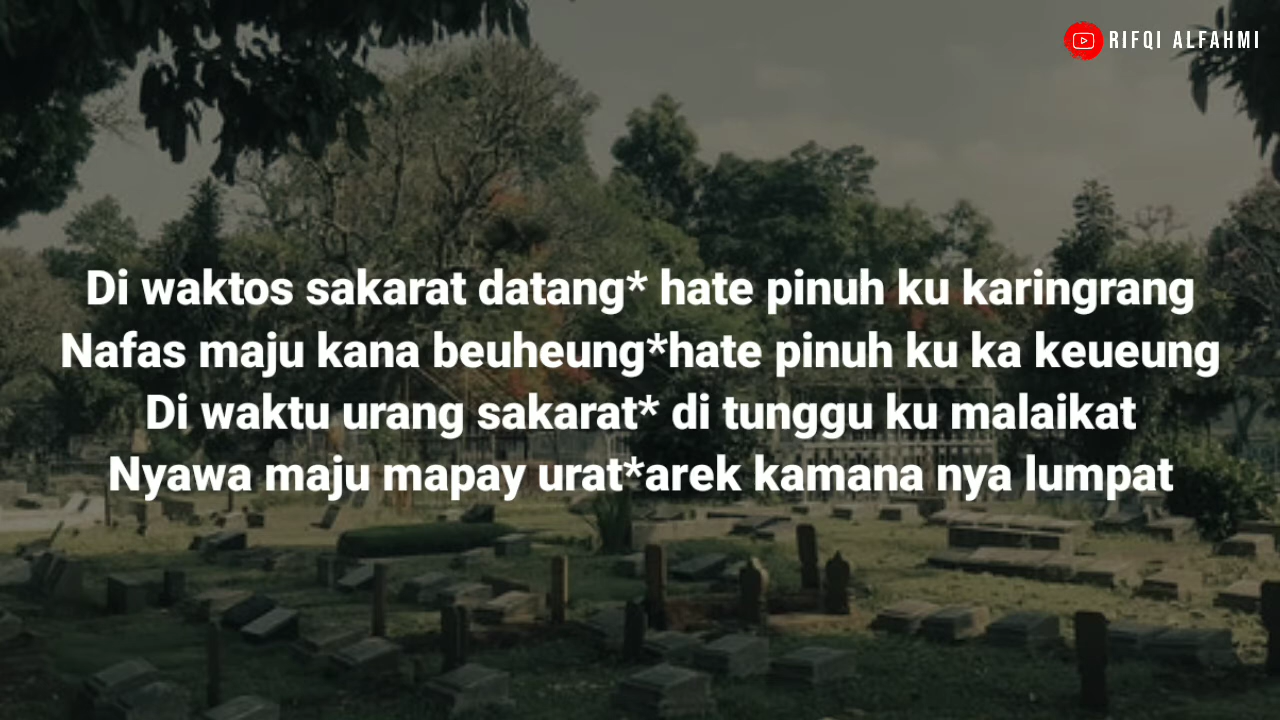 RIFQI ALFAHMI
Di waktos sakarat datang* hate pinuh ku karingrang
Nafas maju kana beuheung*hate pinuh ku ka keueung
Di waktu urang sakarat* di tunggu ku malaikat
Nyawa maju mapay urat*arek kamana nya lumpat